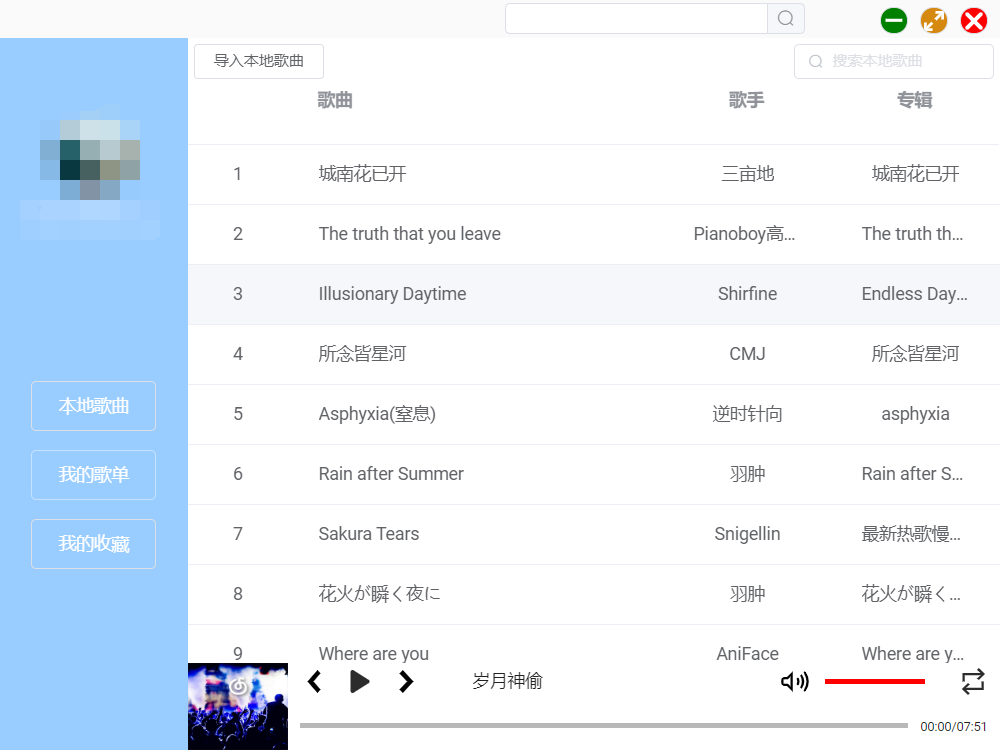 导入本地歌曲
搜索本地歌曲
歌曲 歌手 专辑
1 城南花已开 三亩地 城南花已开
2 The truth that you leave Pianoboy高... The truth th...
3 Illusionary Daytime Shirfine Endless Day...
4 所念皆星河 CMJ 所念皆星河
5 Asphyxia(窒息) 逆时针向 asphyxia
6 Rain after Summer 羽肿 Rain after S...
7 Sakura Tears Snigellin 最新热歌慢...
8 花火が瞬く夜に 羽肿 花火が瞬く...
9 Where are you AniFace Where are y...
本地歌曲
我的歌单
我的收藏
岁月神偷
00:00/07:51